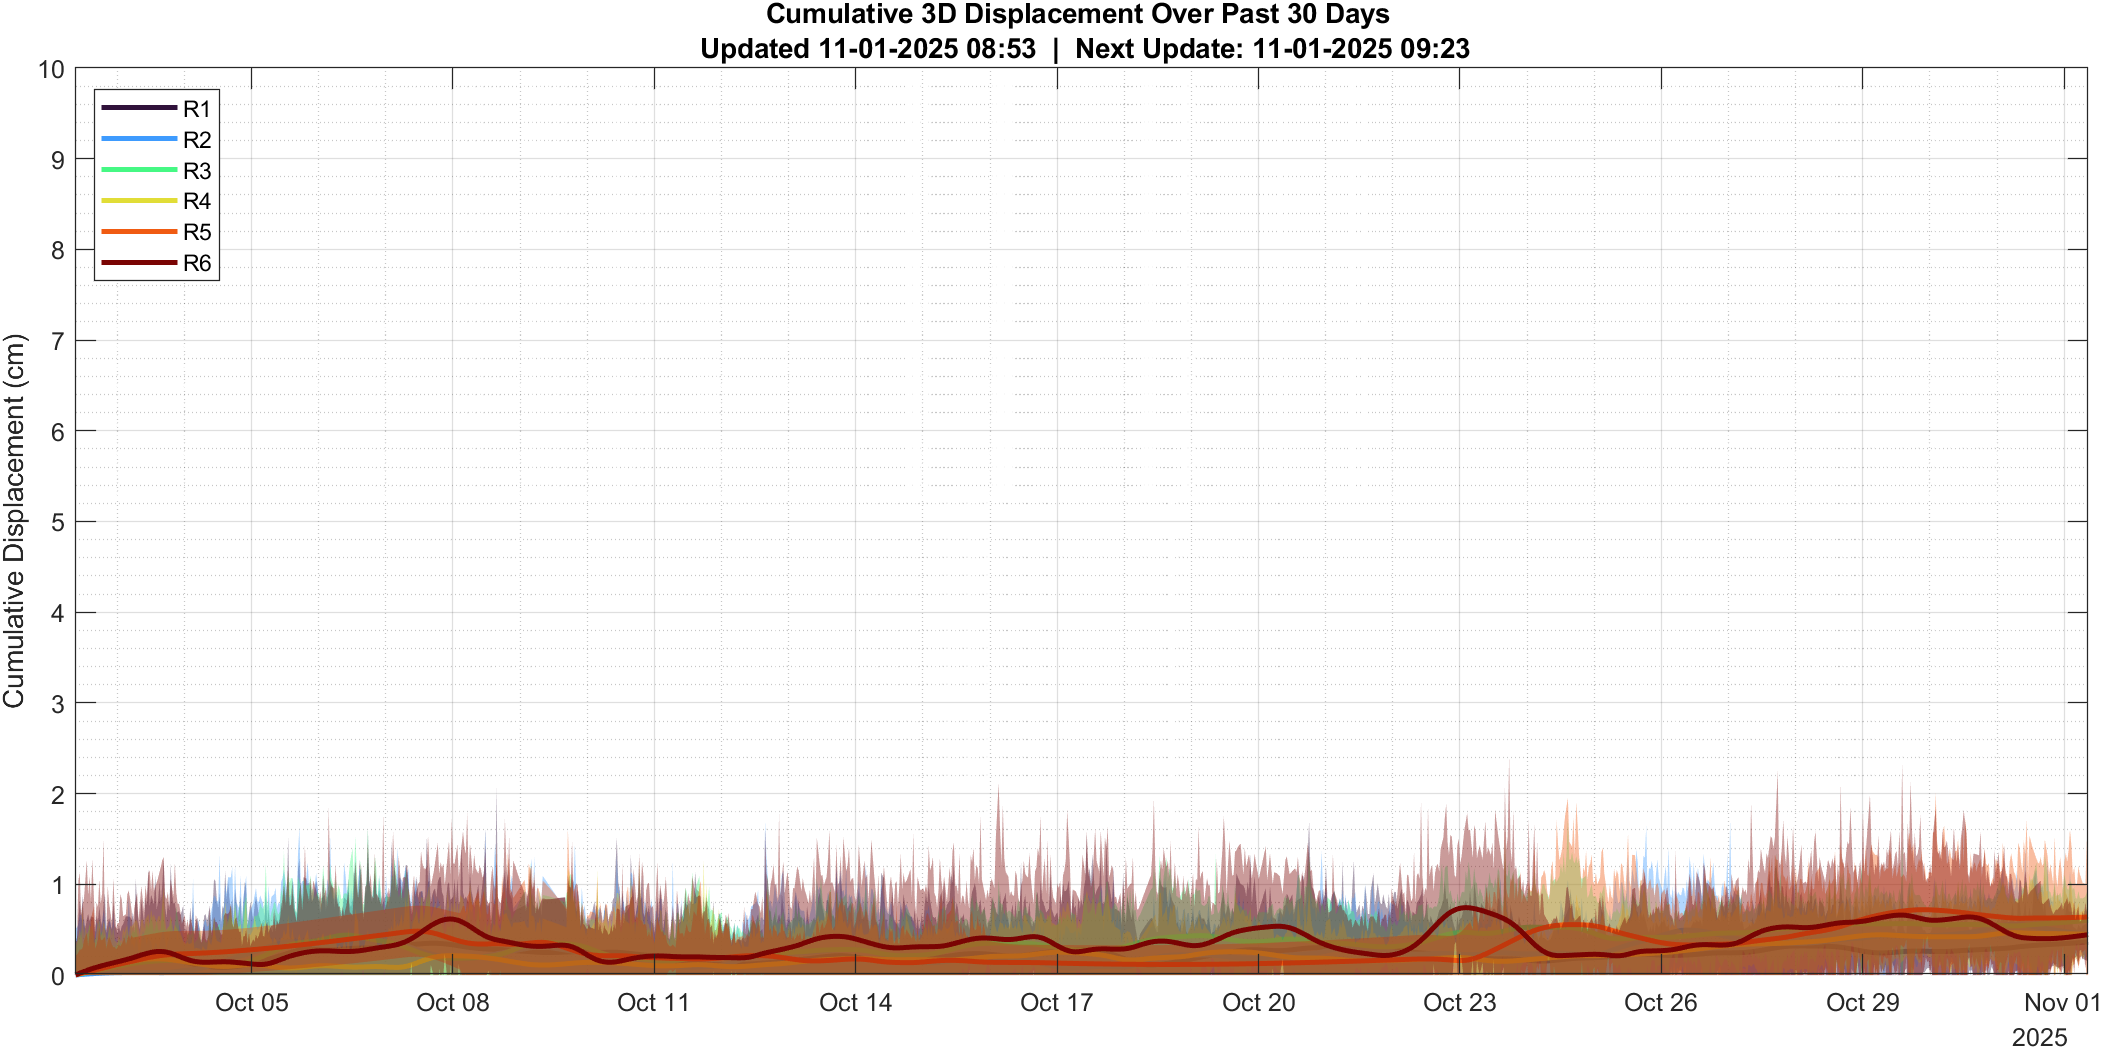 Cumulative 3D Displacement Over Past 30 Days
Updated 11-01-2025 08:53 | Next Update: 11-01-2025 09:23
Cumulative Displacement (cm)
10
9
8
7
6
5
4
3
2
1
0
R1
R2
R3
R4
R5
R6
Oct 05 Oct 08 Oct 11 Oct 14 Oct 17 Oct 20 Oct 23 Oct 26 Oct 29 Nov 01
2025